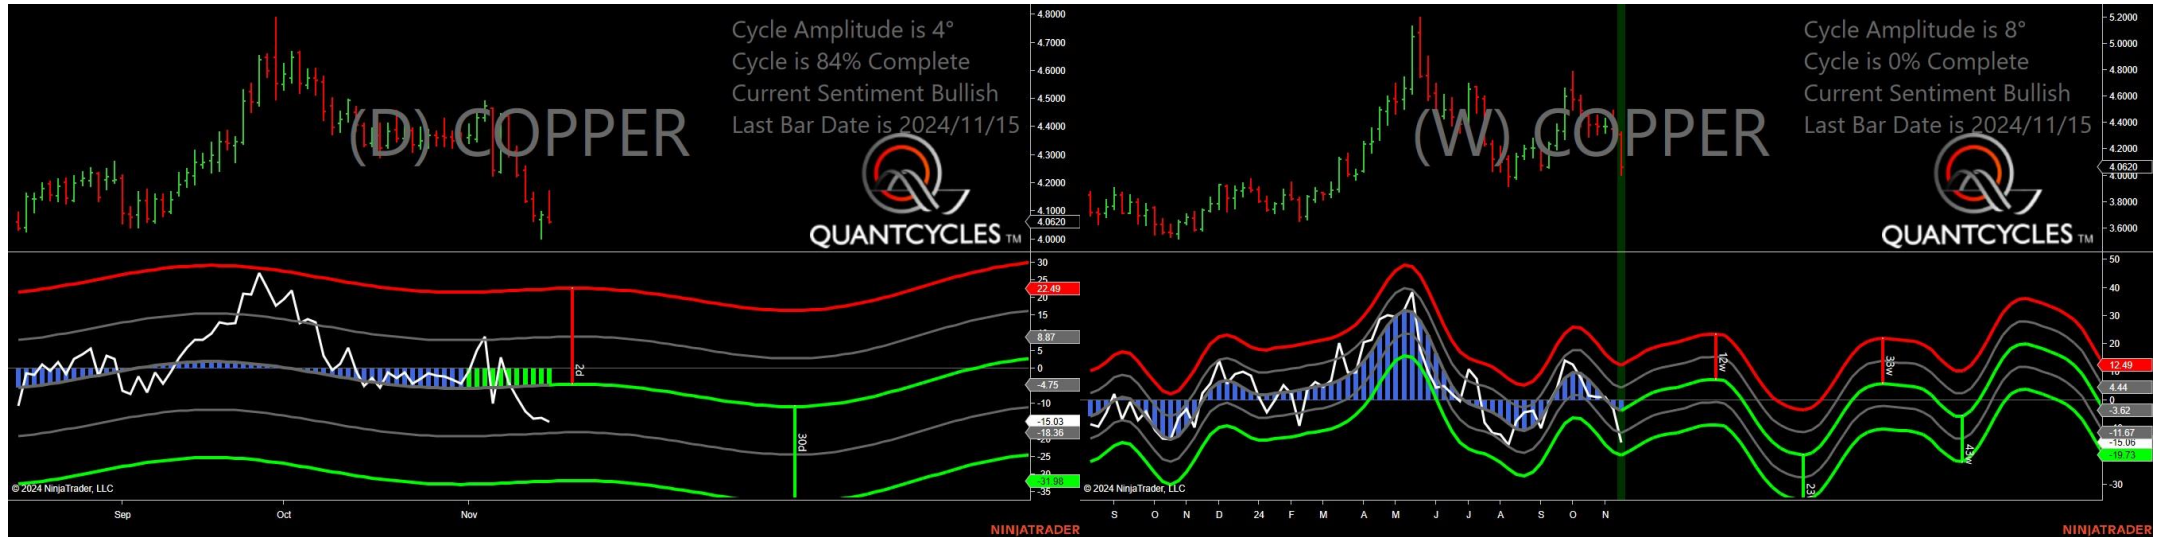 Cycle Amplitude is 4°
Cycle is 84% Complete
Current Sentiment Bullish
Last Bar Date is 2024/11/15
(D) COPPER
QUANTCYCLES TM
4.8000
4.7000
4.6000
4.5000
4.4000
4.3000
4.2000
4.1000
4.0620
4.0000
30
25
22.49
20
15
8.87
5
0
-4.75
-10
-15.03
-18.36
-25
-30
-31.98
-35
2d
30d
© 2024 NinjaTrader, LLC
Sep Oct Nov
NINJATRADER
Cycle Amplitude is 8°
Cycle is 0% Complete
Current Sentiment Bullish
Last Bar Date is 2024/11/15
(W) COPPER
QUANTCYCLES TM
5.2000
5.0000
4.8000
4.6000
4.4000
4.2000
4.0620
4.0000
3.8000
3.6000
50
40
30
20
12.49
10
4.44
0
-3.62
-11.67
-15.06
-19.73
-30
12w
33w
43w
© 2024 NinjaTrader, LLC
S O N D 24 F M A M J J A S O N
NINJATRADER